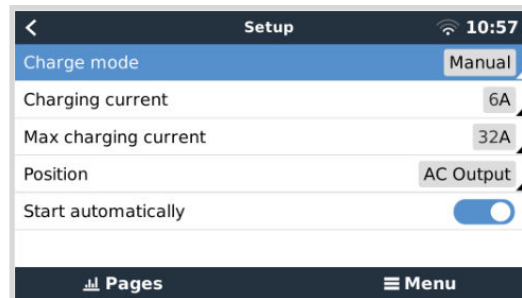 Setup 10:57
Charge mode Manual
Charging current 6A
Max charging current 32A
Position AC Output
Start automatically
Pages Menu